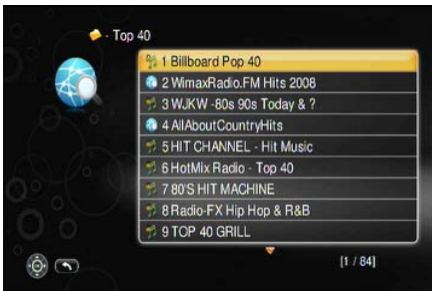 - Top 40
1 Billboard Pop 40
2 WimaxRadio.FM Hits 2008
3 WJKW -80s 90s Today & ?
4 AllAboutCountryHits
5 HIT CHANNEL - Hit Music
6 HotMix Radio - Top 40
7 80'S HIT MACHINE
8 Radio-FX Hip Hop & R&B
9 TOP 40 GRILL
[1 / 84]